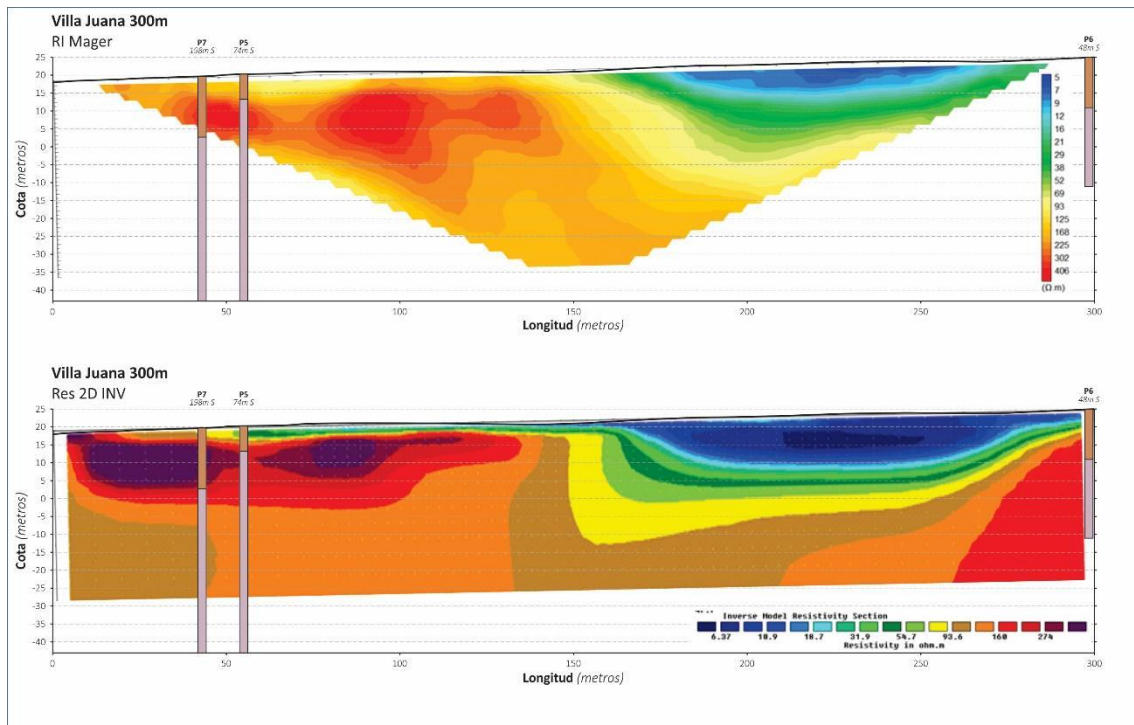 Villa Juana 300m
RI Mager
P7
198m S
P5
74m S
P6
48m S
25
20
15
10
5
0
-5
-10
-15
-20
-25
-30
-35
-40
Cota (metros)
5
7
9
12
16
21
28
38
52
69
93
125
168
225
302
406
(Ω.m)
0 50 100 150 200 250 300
Longitud (metros)
Villa Juana 300m
Res 2D INV
P7
198m S
P5
74m S
P6
48m S
25
20
15
10
5
0
-5
-10
-15
-20
-25
-30
-35
-40
Cota (metros)
Inverse Model Resistivity Section
6.37 10.9 18.7 31.9 54.7 93.6 160 274
Resistivity in ohm.m
0 50 100 150 200 250 300
Longitud (metros)